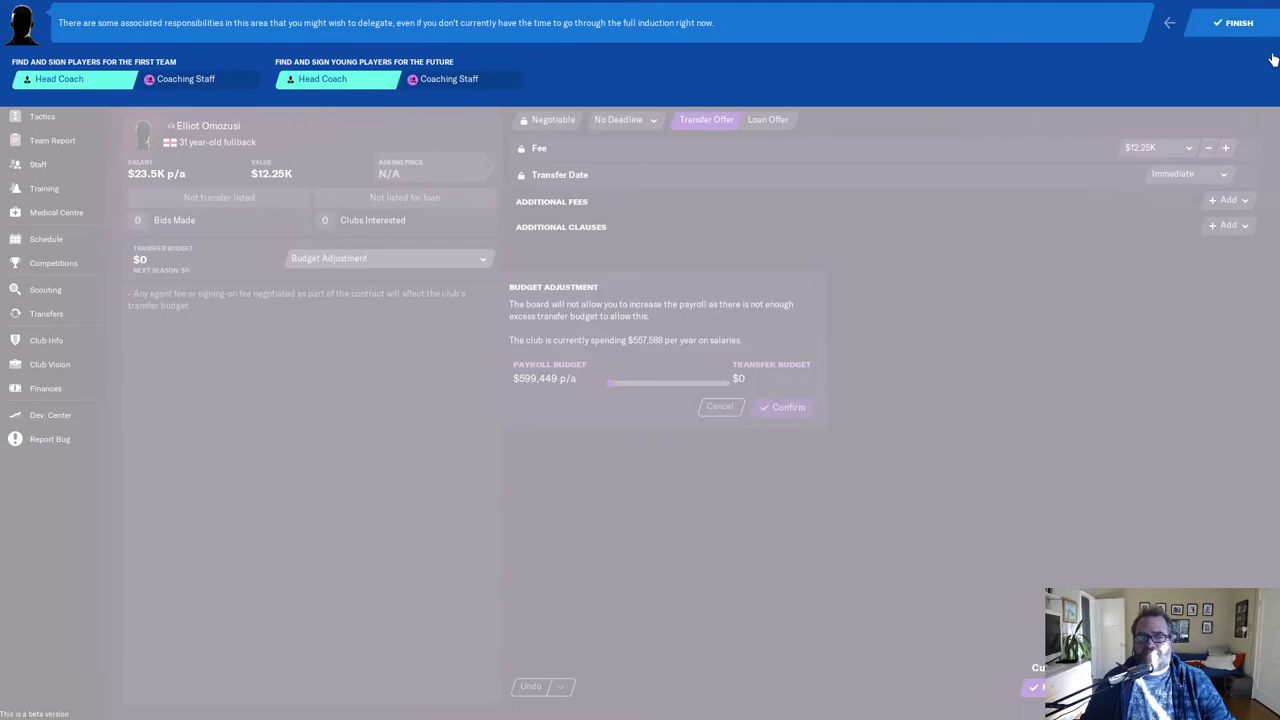 There are some associated responsibilities in this area that you might wish to delegate, even if you don't currently have the time to go through the full induction right now.
FINISH
FIND AND SIGN PLAYERS FOR THE FIRST TEAM
FIND AND SIGN YOUNG PLAYERS FOR THE FUTURE
Head Coach
Coaching Staff
Head Coach
Coaching Staff
Tactics
Team Report
Staff
Training
Medical Centre
Schedule
Competitions
Scouting
Transfers
Club Info
Club Vision
Finances
Dev. Center
Report Bug
This is a beta version
Elliot Omozusi
31 year-old fullback
SALARY
$23.5K p/a
VALUE
$12.25K
ASKING PRICE
N/A
Not transfer listed
Not listed for loan
0 Bids Made
0 Clubs Interested
TRANSFER BUDGET
$0
NEXT SEASON: $0
Budget Adjustment
- Any agent fee or signing-on fee negotiated as part of the contract will affect the club's
transfer budget.
Negotiable
No Deadline
Transfer Offer
Loan Offer
Fee
$12.25K
Transfer Date
Immediate
ADDITIONAL FEES
Add
ADDITIONAL CLAUSES
Add
BUDGET ADJUSTMENT
The board will not allow you to increase the payroll as there is not enough
excess transfer budget to allow this.
The club is currently spending $557,588 per year on salaries.
PAYROLL BUDGET
$599,449 p/a
TRANSFER BUDGET
$0
Cancel
Confirm
Undo